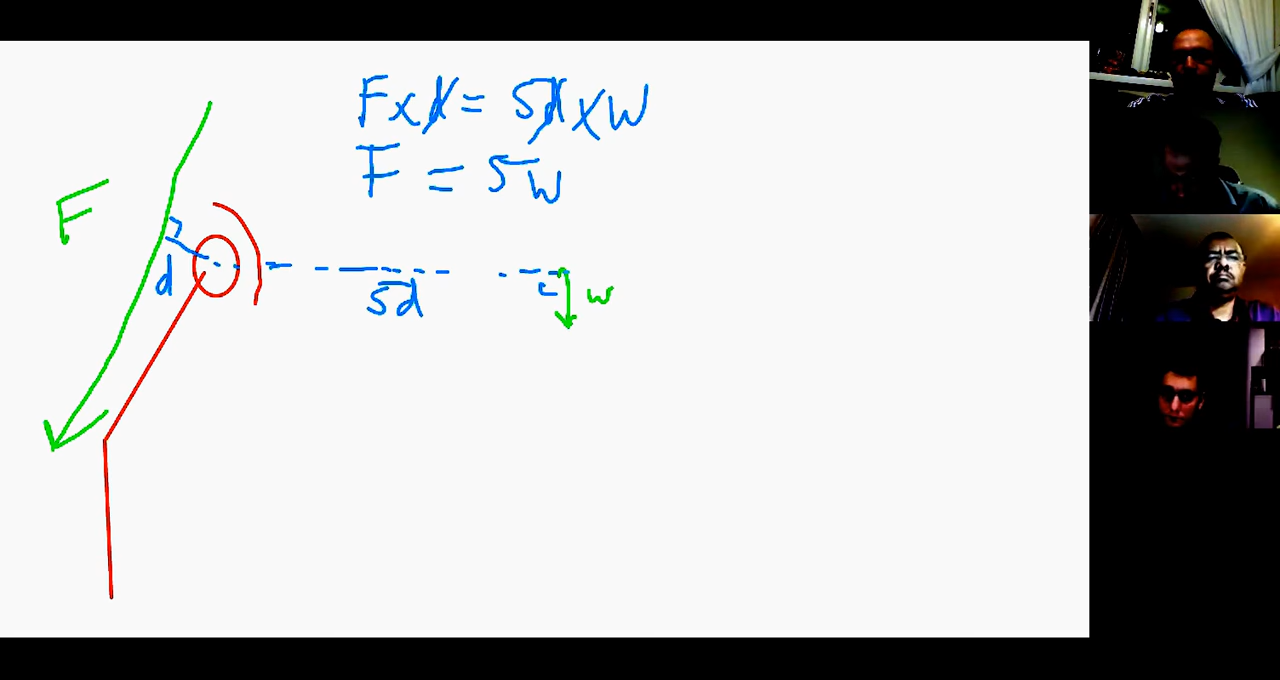 F x d = 5d x W
F = 5W
F
d
5d
w